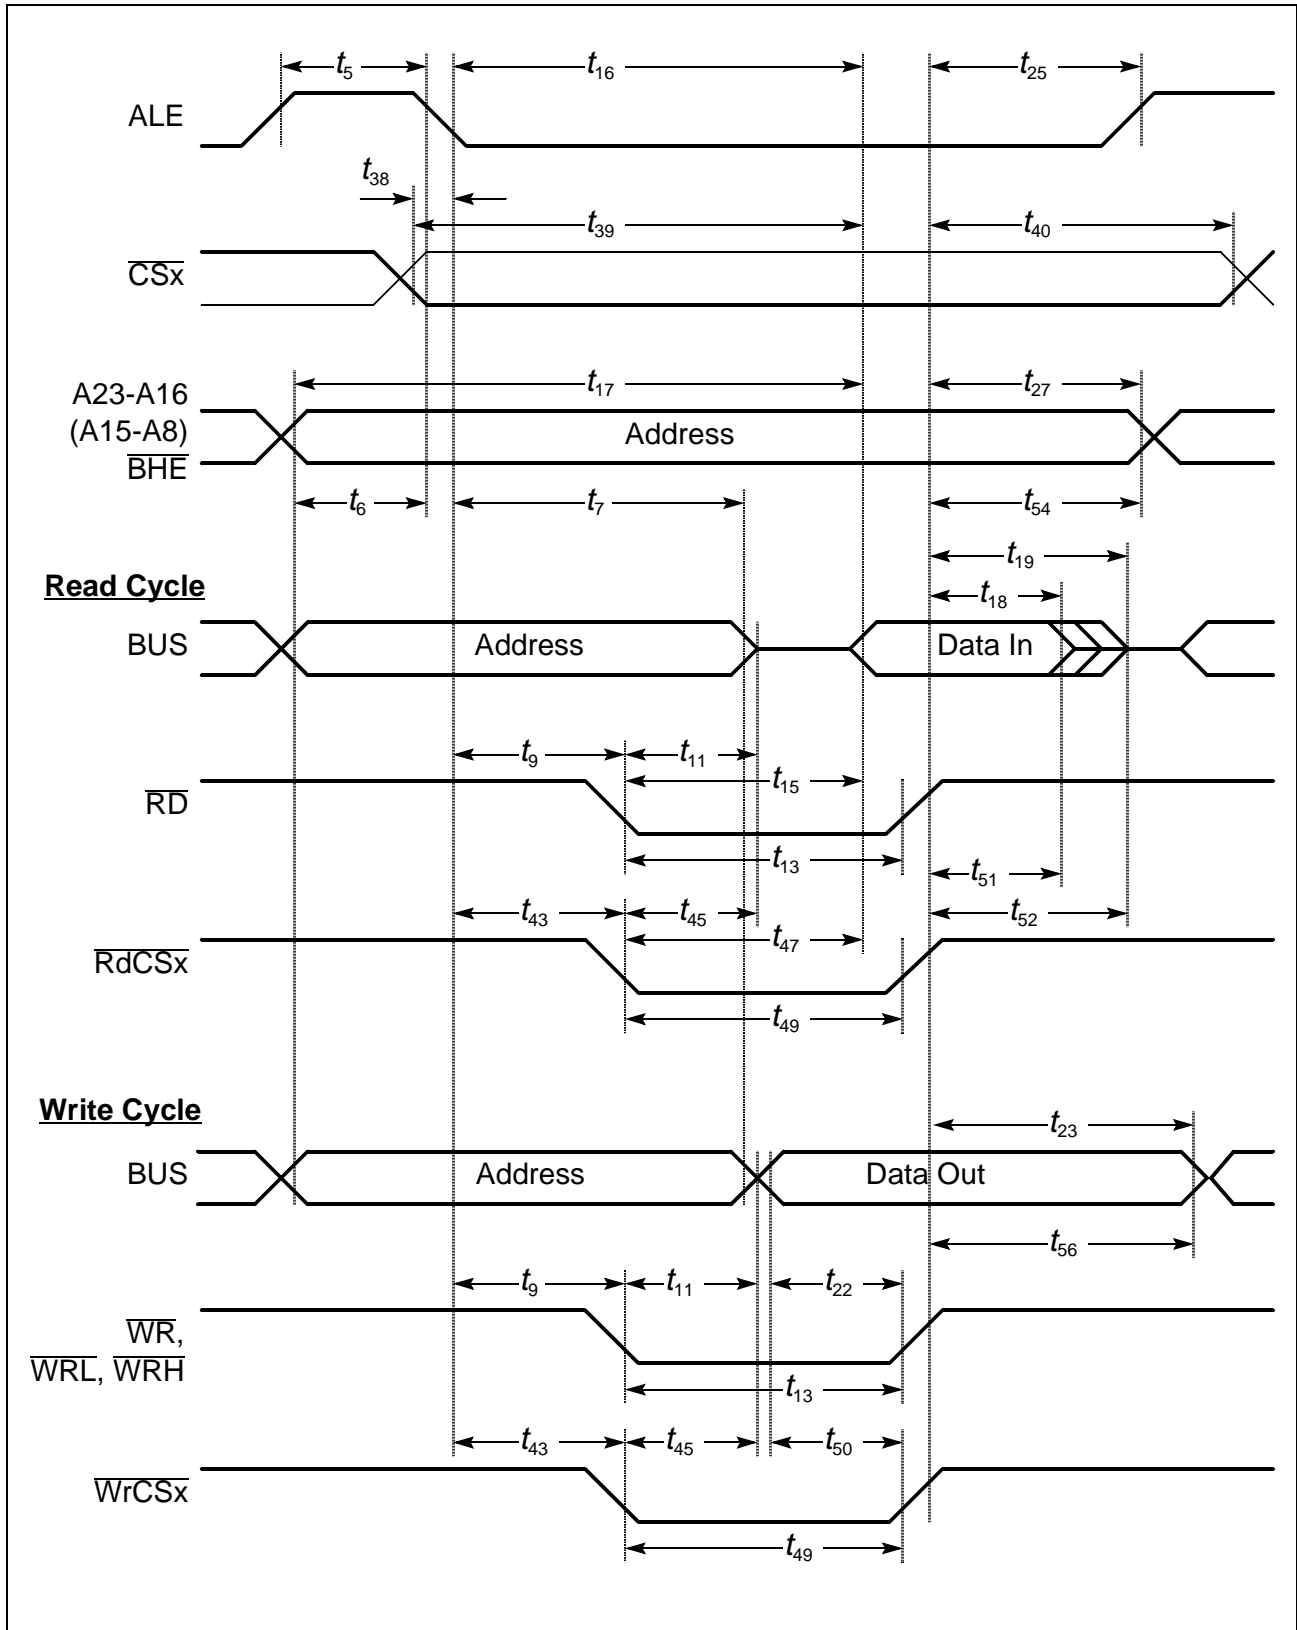 t5 t16 t25
ALE
t38
t39 t40
CSx
t17 t27
A23-A16
(A15-A8)
BHE
Address
t6 t7 t54
t19
Read Cycle
t18
BUS Address Data In
t9 t11
t15
RD
t13
t51
t43 t45 t52
t47
RdCSx
t49
Write Cycle
t23
BUS Address Data Out
t56
t9 t11 t22
WR,
WRL, WRH
t13
t43 t45 t50
WrCSx
t49